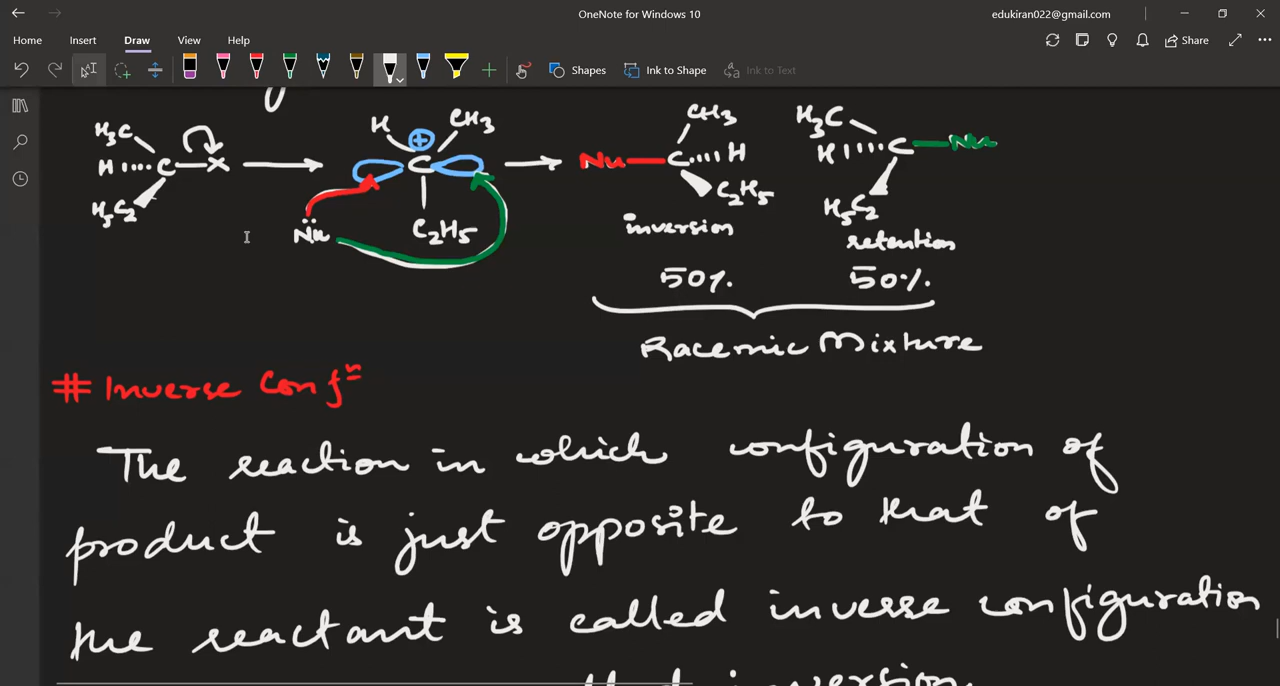 OneNote for Windows 10
edukiran022@gmail.com
Home Insert Draw View Help
Share
Shapes
Ink to Shape
Ink to Text
H CH3 CH3 H3C
H3C
H C X C Nu C H H C Nu
H5C2 C2H5 H5C2
Nu C2H5 inversion retention
50% 50%
Racemic Mixture
# Inverse Confn
The reaction in which configuration of
product is just opposite to that of
the reactant is called inverse configuration
inversion